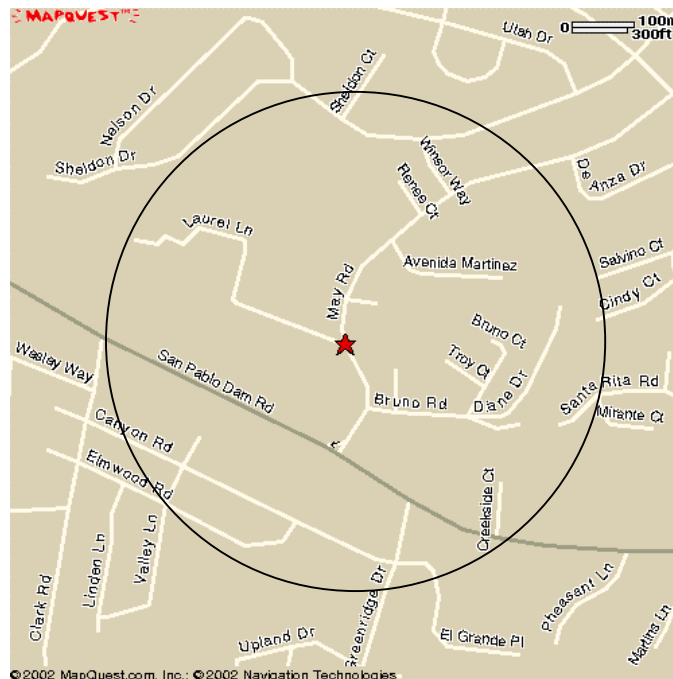 MAPQUEST™
Utah Dr
0 100m
300ft
Sheldon Ct
Nelson Dr
Sheldon Dr
Winsor Way
Renee Ct
De Anza Dr
Laurel Ln
Avenida Martinez
Salvino Ct
Cindy Ct
May Rd
Bruno Ct
Troy Ct
Wesley Way
San Pablo Dam Rd
Bruno Rd
Diane Dr
Santa Rita Rd
Mirante Ct
Canyon Rd
Elmwood Rd
Creekside Ct
Linden Ln
Valley Ln
Clark Rd
Greenridge Dr
Pheasant Ln
Martins Ln
Upland Dr
El Grande Pl
©2002 MapQuest.com, Inc.; ©2002 Navigation Technologies